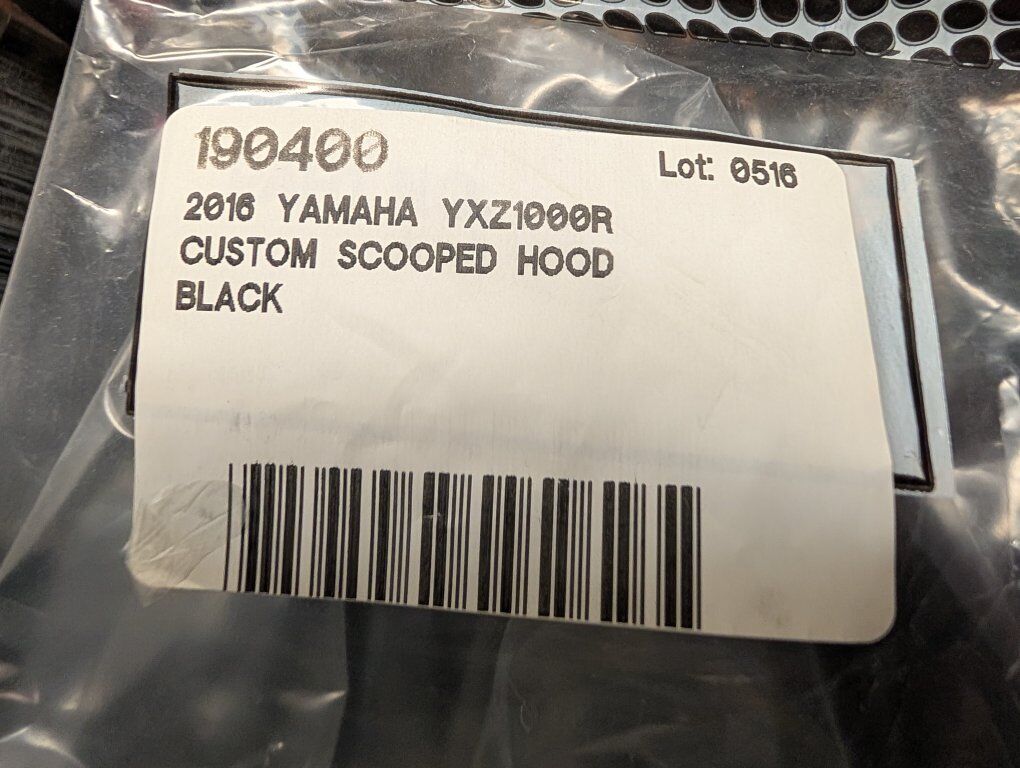 190400
Lot: 0516
2016 YAMAHA YXZ1000R
CUSTOM SCOOPED HOOD
BLACK